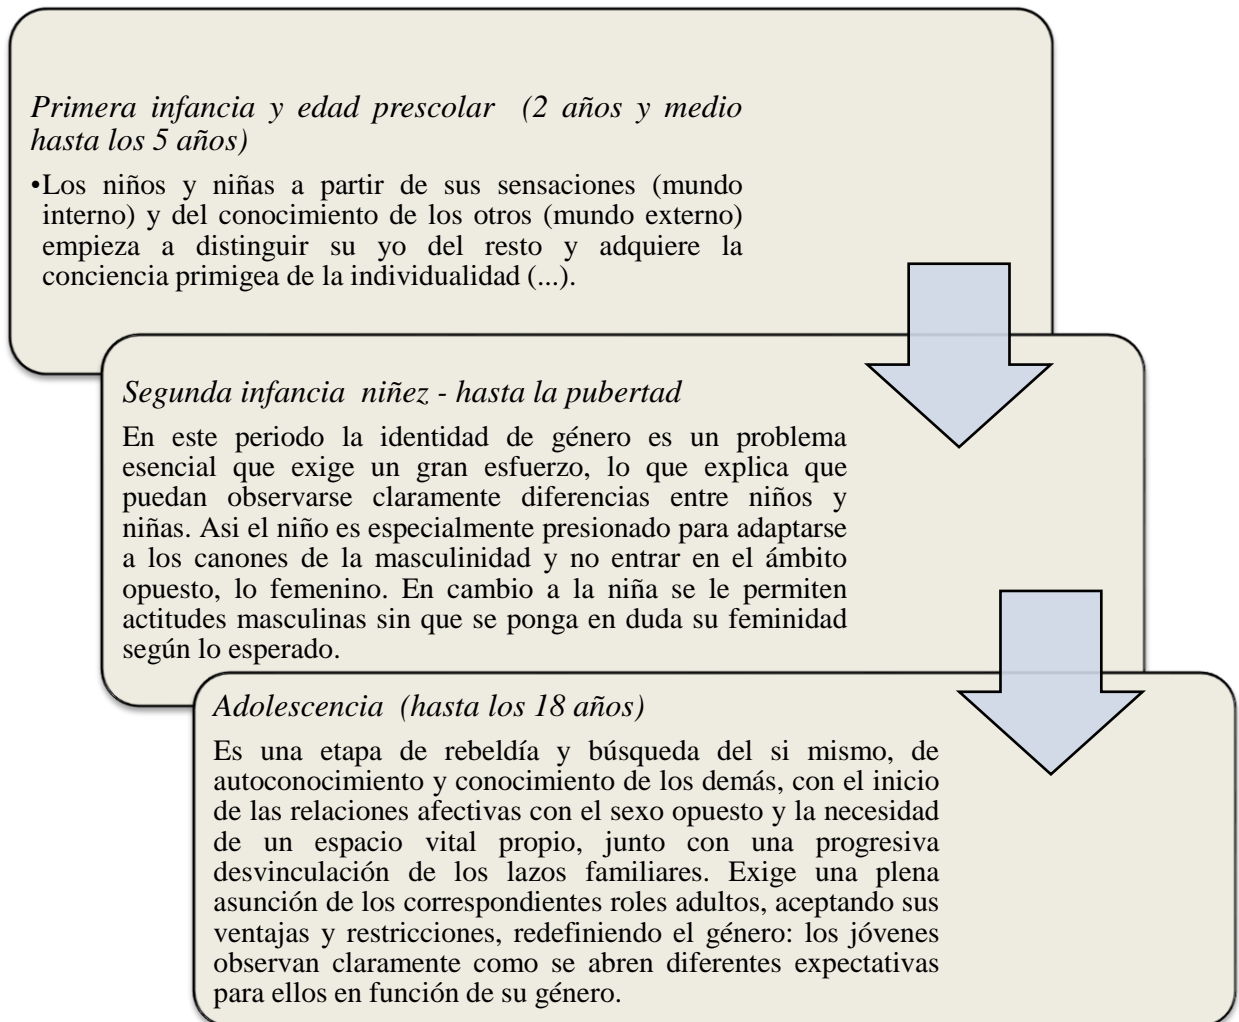 Primera infancia y edad prescolar (2 años y medio
hasta los 5 años)
•Los niños y niñas a partir de sus sensaciones (mundo
interno) y del conocimiento de los otros (mundo externo)
empieza a distinguir su yo del resto y adquiere la
conciencia primigea de la individualidad (...).
Segunda infancia niñez - hasta la pubertad
En este periodo la identidad de género es un problema
esencial que exige un gran esfuerzo, lo que explica que
puedan observarse claramente diferencias entre niños y
niñas. Asi el niño es especialmente presionado para adaptarse
a los canones de la masculinidad y no entrar en el ámbito
opuesto, lo femenino. En cambio a la niña se le permiten
actitudes masculinas sin que se ponga en duda su feminidad
según lo esperado.
Adolescencia (hasta los 18 años)
Es una etapa de rebeldía y búsqueda del si mismo, de
autoconocimiento y conocimiento de los demás, con el inicio
de las relaciones afectivas con el sexo opuesto y la necesidad
de un espacio vital propio, junto con una progresiva
desvinculación de los lazos familiares. Exige una plena
asunción de los correspondientes roles adultos, aceptando sus
ventajas y restricciones, redefiniendo el género: los jóvenes
observan claramente como se abren diferentes expectativas
para ellos en función de su género.